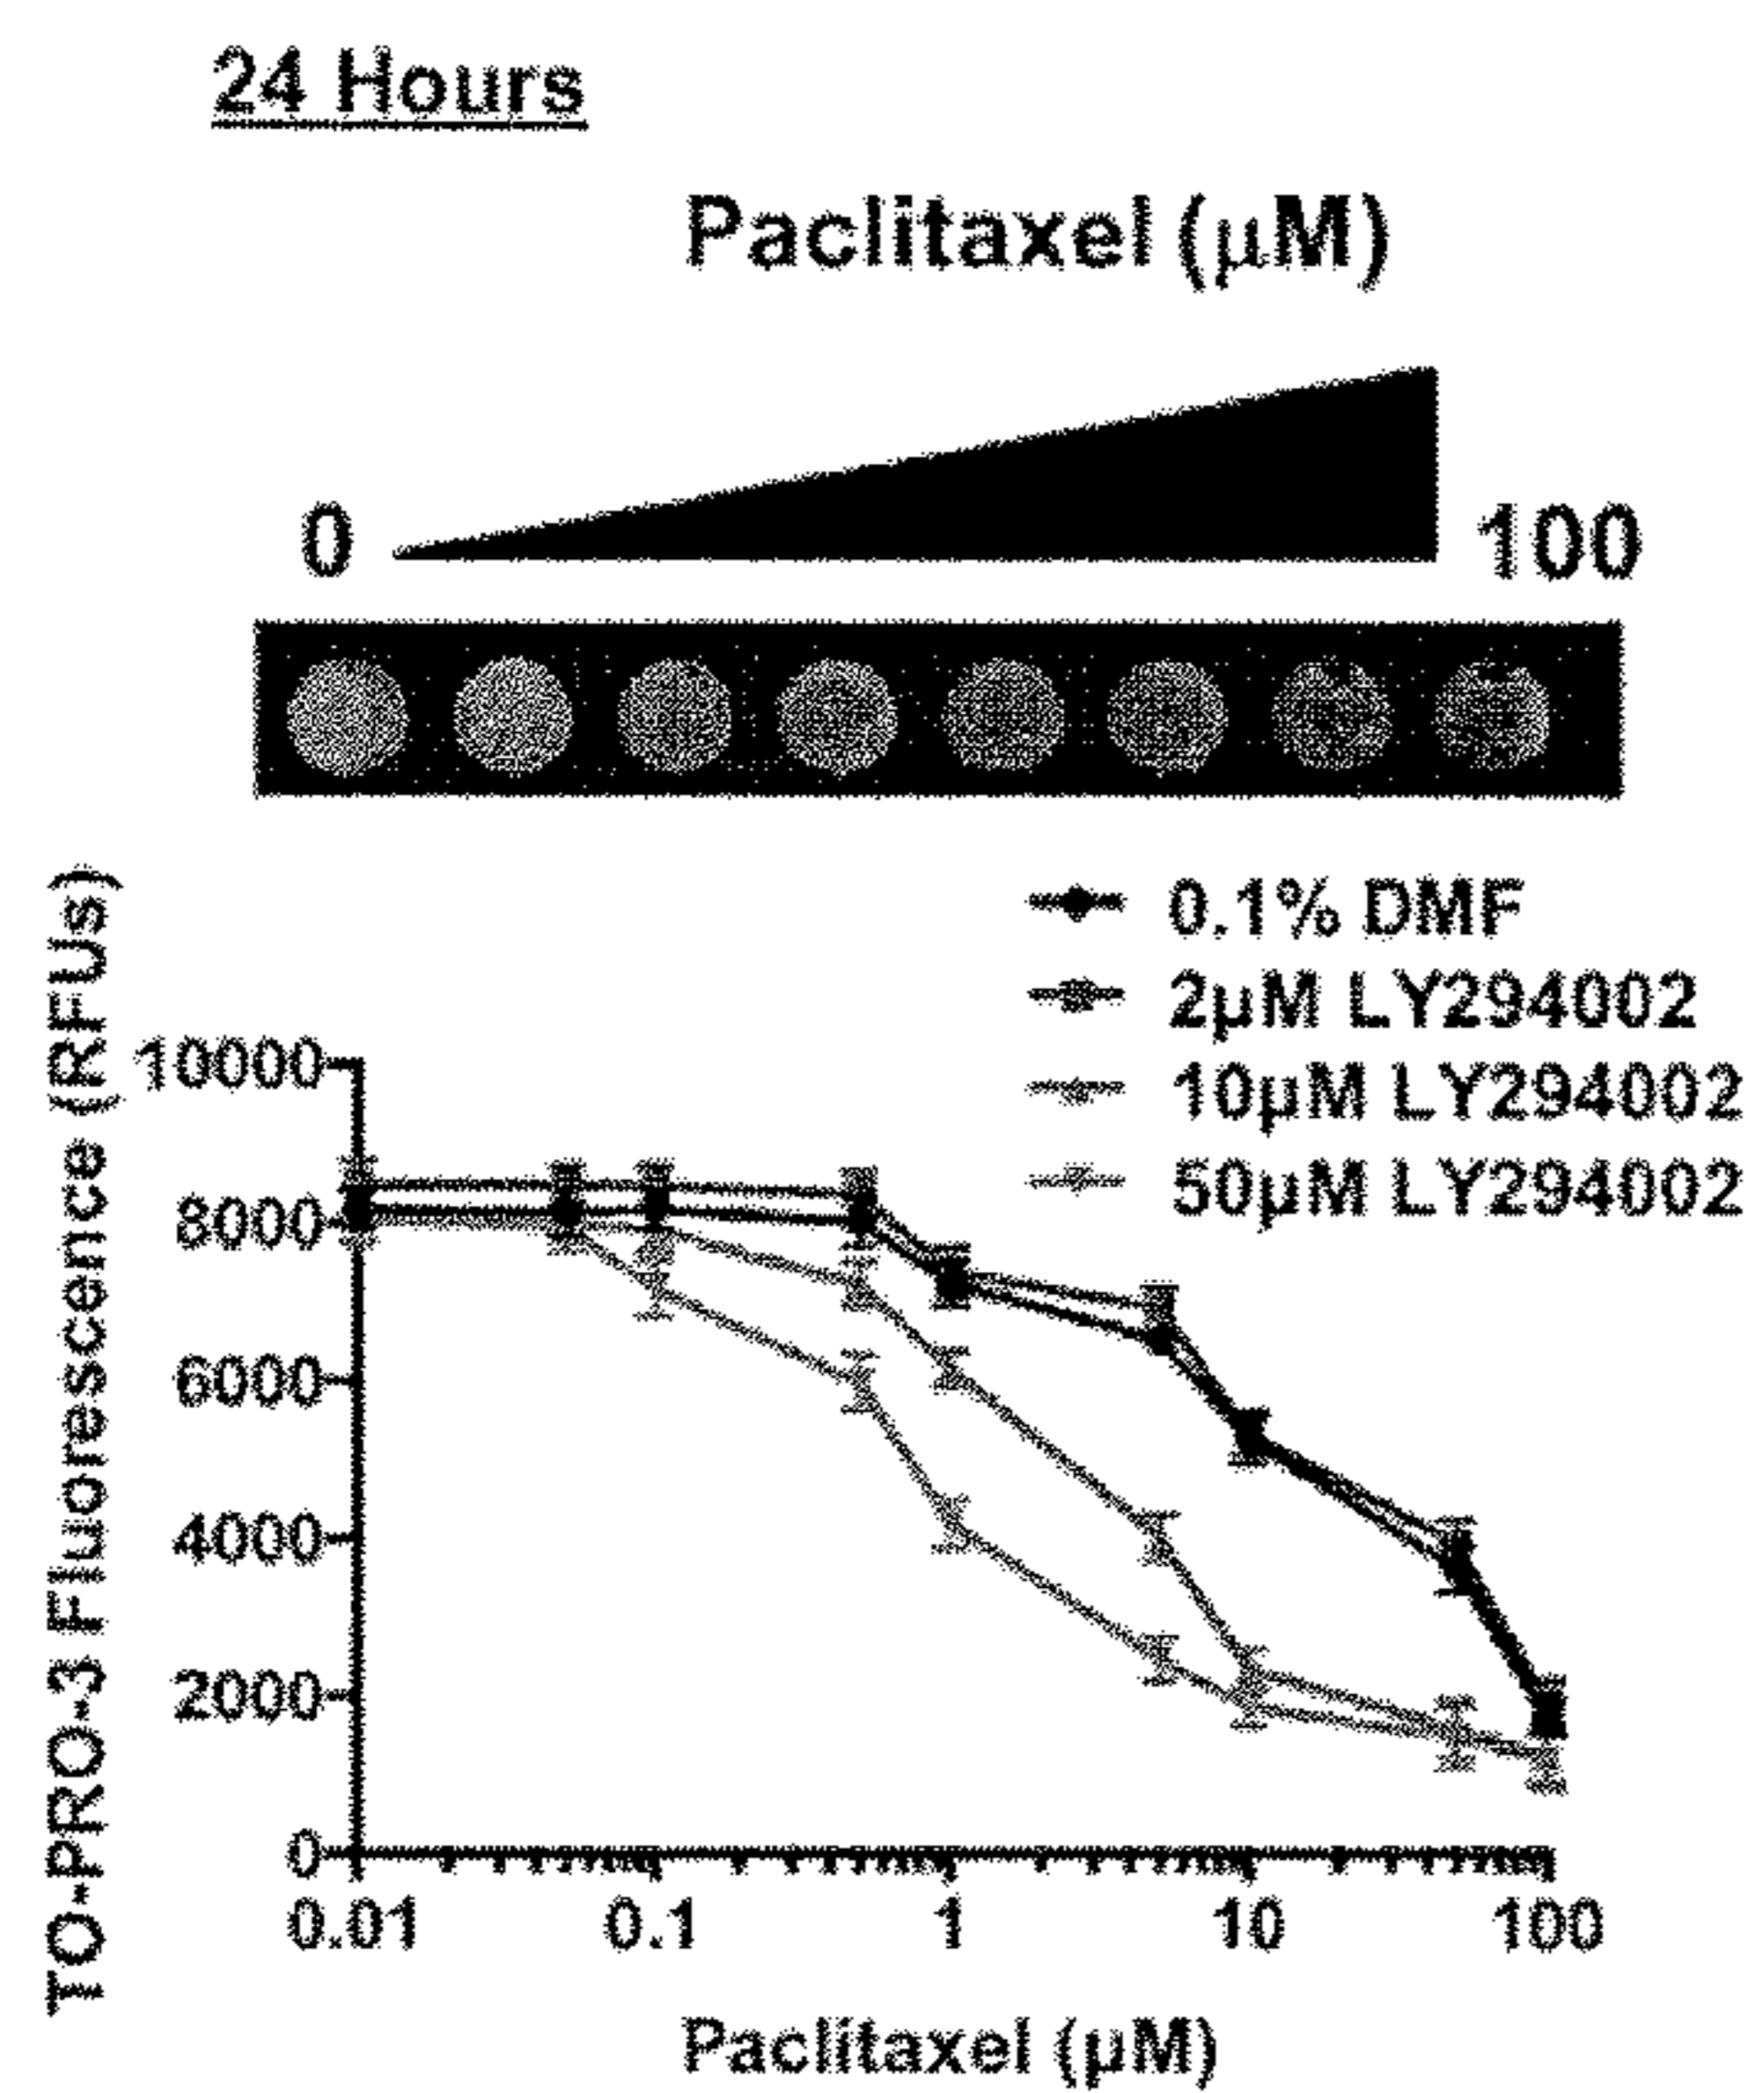 24 Hours
Paclitaxel (μM)
0
100
0.1% DMF
2μM LY294002
10μM LY294002
50μM LY294002
TO-PRO-3 Fluorescence (RFUs)
10000
8000
6000
4000
2000
0
0.01 0.1 1 10 100
Paclitaxel (μM)